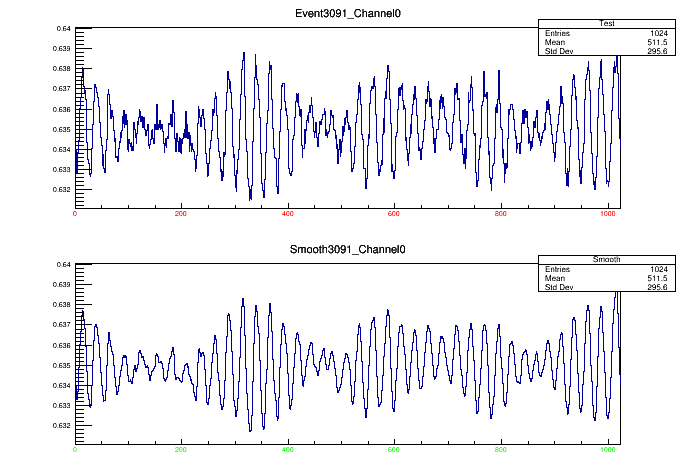 Event3091_Channel0
Test
Entries 1024
Mean 511.5
Std Dev 295.6
0.64
0.639
0.638
0.637
0.636
0.635
0.634
0.633
0.632
0 200 400 600 800 1000
Smooth3091_Channel0
Smooth
Entries 1024
Mean 511.5
Std Dev 295.6
0.64
0.639
0.638
0.637
0.636
0.635
0.634
0.633
0.632
0 200 400 600 800 1000